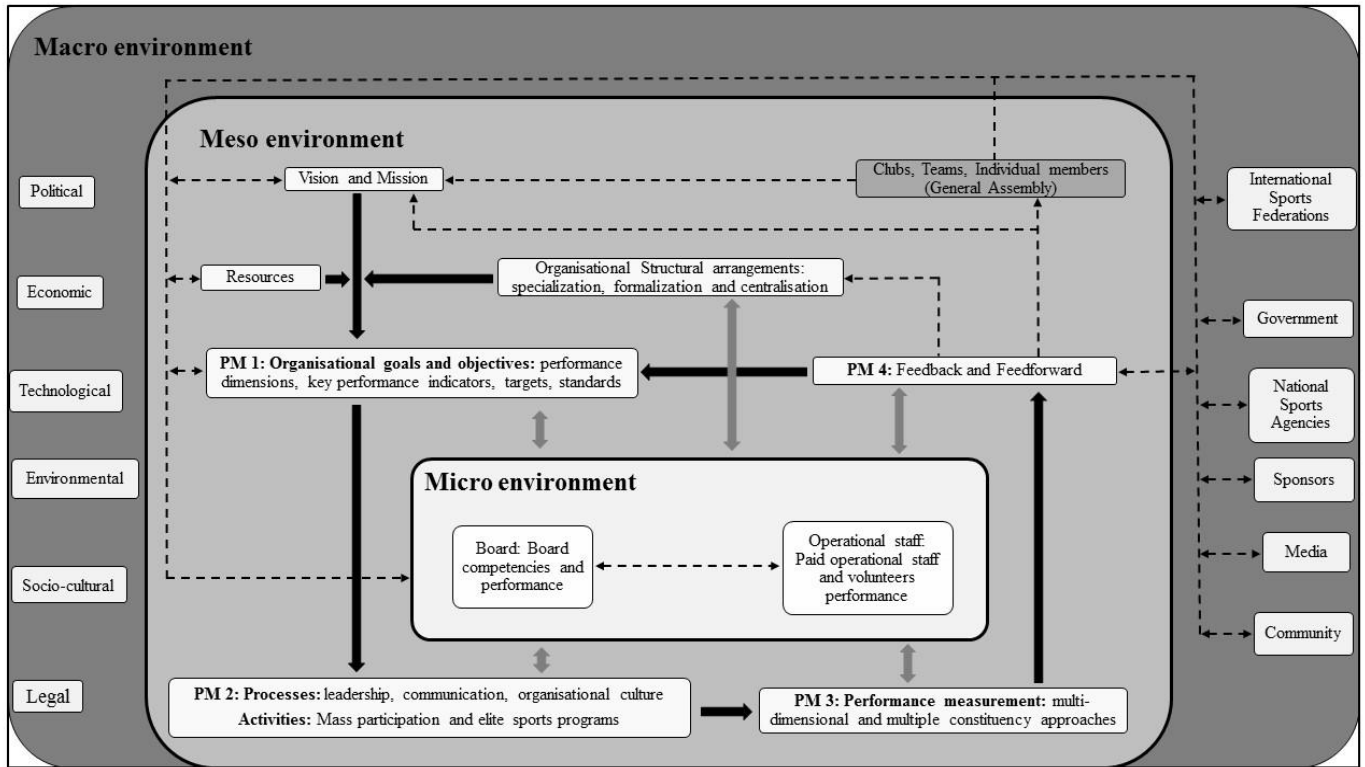 Macro environment
Meso environment
Political
Economic
Technological
Environmental
Socio-cultural
Legal
Vision and Mission
Clubs, Teams, Individual members
(General Assembly)
Resources
Organisational Structural arrangements:
specialization, formalization and centralisation
PM 1: Organisational goals and objectives: performance
dimensions, key performance indicators, targets, standards
PM 4: Feedback and Feedforward
Micro environment
Board: Board
competencies and
performance
Operational staff:
Paid operational staff
and volunteers
performance
PM 2: Processes: leadership, communication, organisational culture
Activities: Mass participation and elite sports programs
PM 3: Performance measurement: multi-
dimensional and multiple constituency approaches
International
Sports
Federations
Government
National
Sports
Agencies
Sponsors
Media
Community